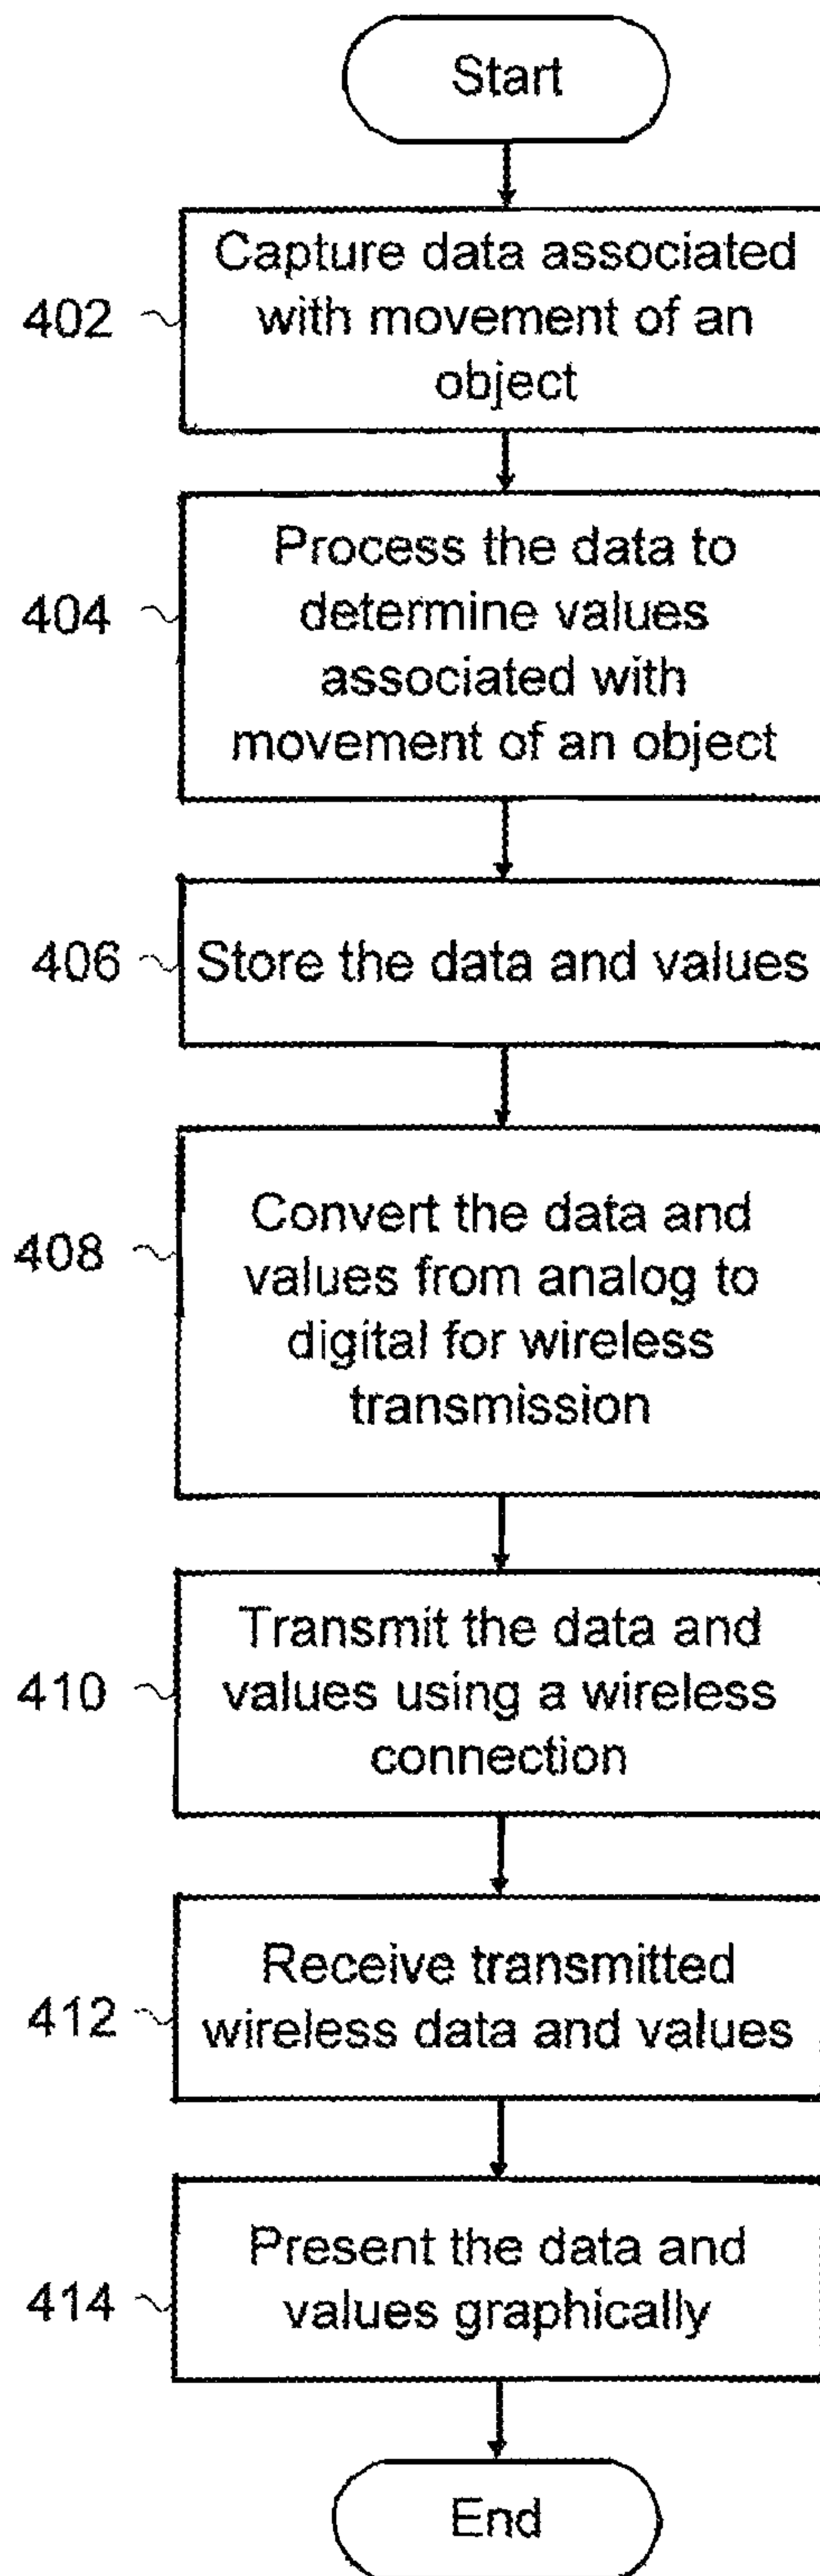 Start
Capture data associated
with movement of an
object
402
Process the data to
determine values
associated with
movement of an object
404
Store the data and values
406
Convert the data and
values from analog to
digital for wireless
transmission
408
Transmit the data and
values using a wireless
connection
410
Receive transmitted
wireless data and values
412
Present the data and
values graphically
414
End